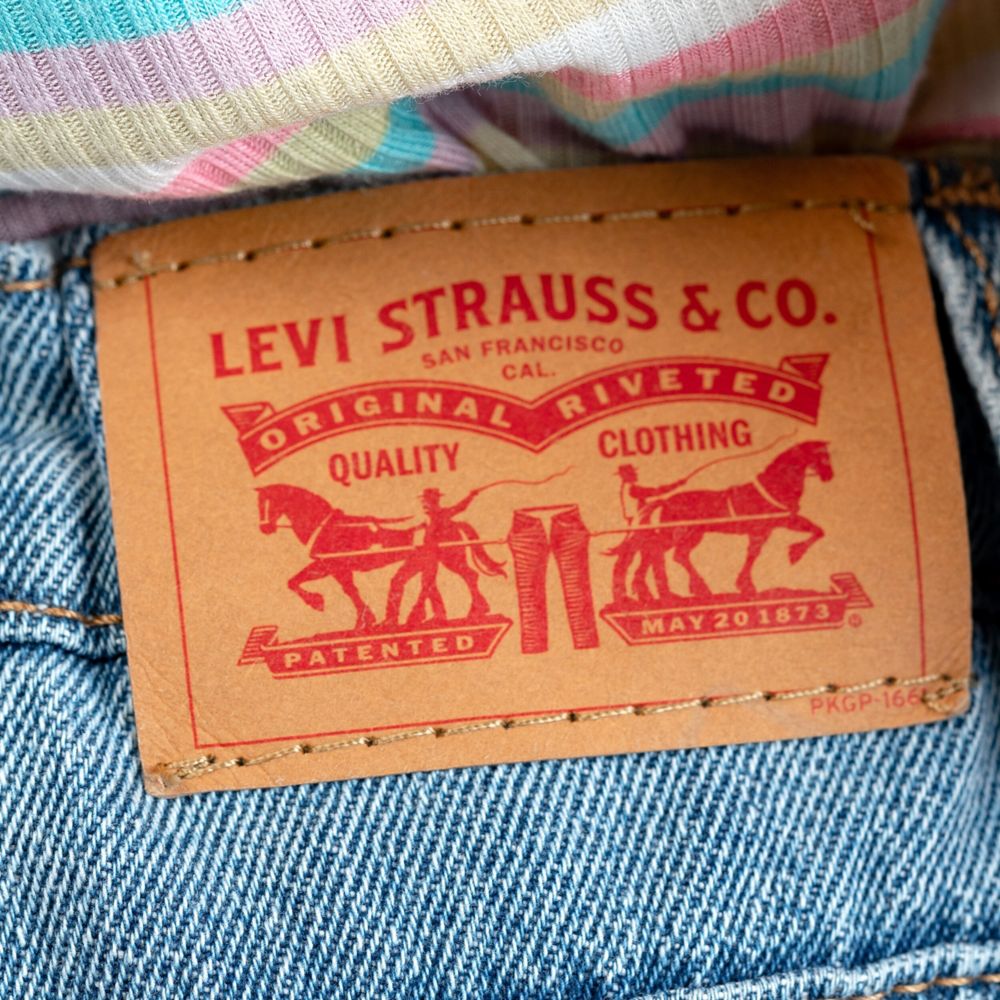 LEVI STRAUSS & CO.
SAN FRANCISCO
CAL.
ORIGINAL RIVETED
QUALITY CLOTHING
PATENTED MAY 20 1873 ®